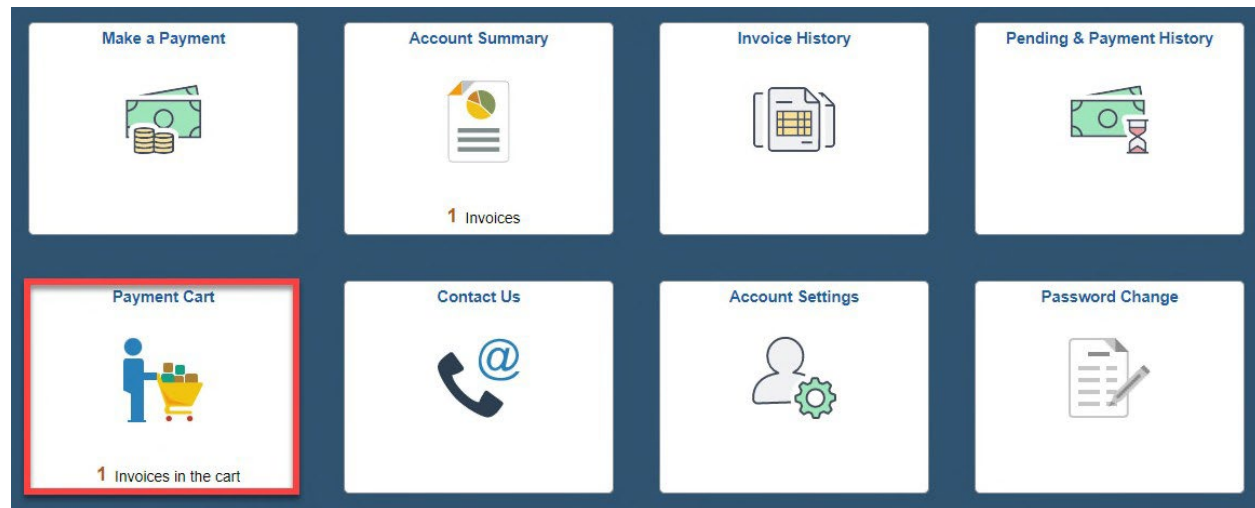 Make a Payment
Account Summary
Invoice History
Pending & Payment History
1 Invoices
Payment Cart
Contact Us
Account Settings
Password Change
@
1 Invoices in the cart